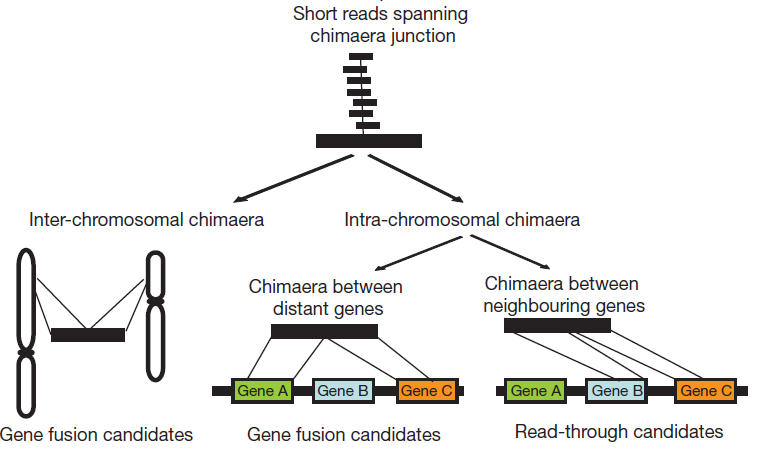 Short reads spanning
chimaera junction
Inter-chromosomal chimaera
Intra-chromosomal chimaera
Chimaera between
distant genes
Chimaera between
neighbouring genes
Gene A
Gene B
Gene C
Gene A
Gene B
Gene C
Gene fusion candidates
Gene fusion candidates
Read-through candidates